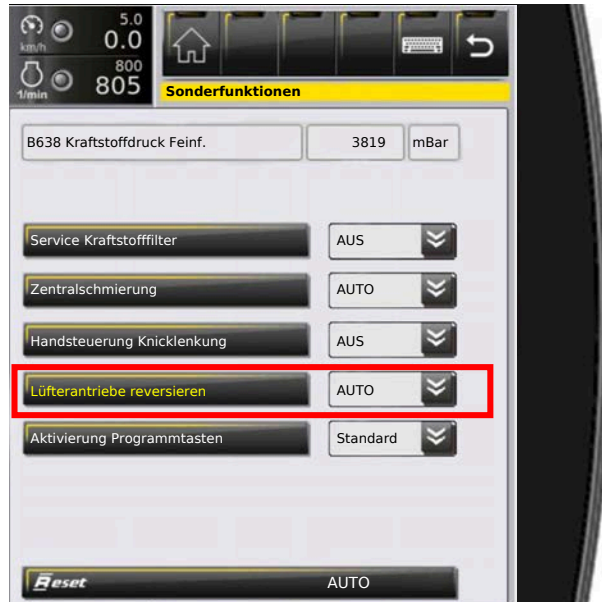 5.0
km/h 0.0
800
1/min 805
Sonderfunktionen
B638 Kraftstoffdruck Feinf. 3819 mBar
Service Kraftstofffilter AUS
Zentralschmierung AUTO
Handsteuerung Knicklenkung AUS
Lüfterantriebe reversieren AUTO
Aktivierung Programmtasten Standard
Reset AUTO